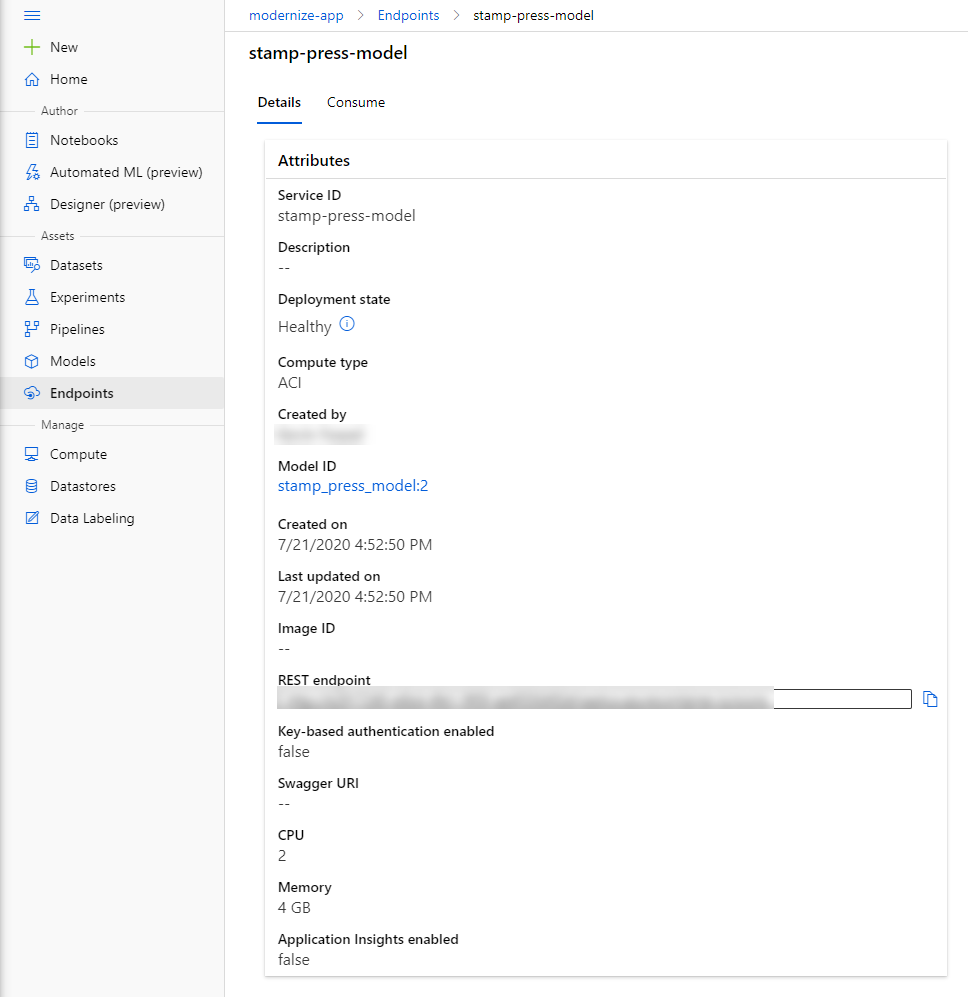 New
Home
Author
Notebooks
Automated ML (preview)
Designer (preview)
Assets
Datasets
Experiments
Pipelines
Models
Endpoints
Manage
Compute
Datastores
Data Labeling
modernize-app > Endpoints > stamp-press-model
stamp-press-model
Details Consume
Attributes
Service ID
stamp-press-model
Description
--
Deployment state
Healthy
Compute type
ACI
Created by
Model ID
stamp_press_model:2
Created on
7/21/2020 4:52:50 PM
Last updated on
7/21/2020 4:52:50 PM
Image ID
--
REST endpoint
Key-based authentication enabled
false
Swagger URI
--
CPU
2
Memory
4 GB
Application Insights enabled
false